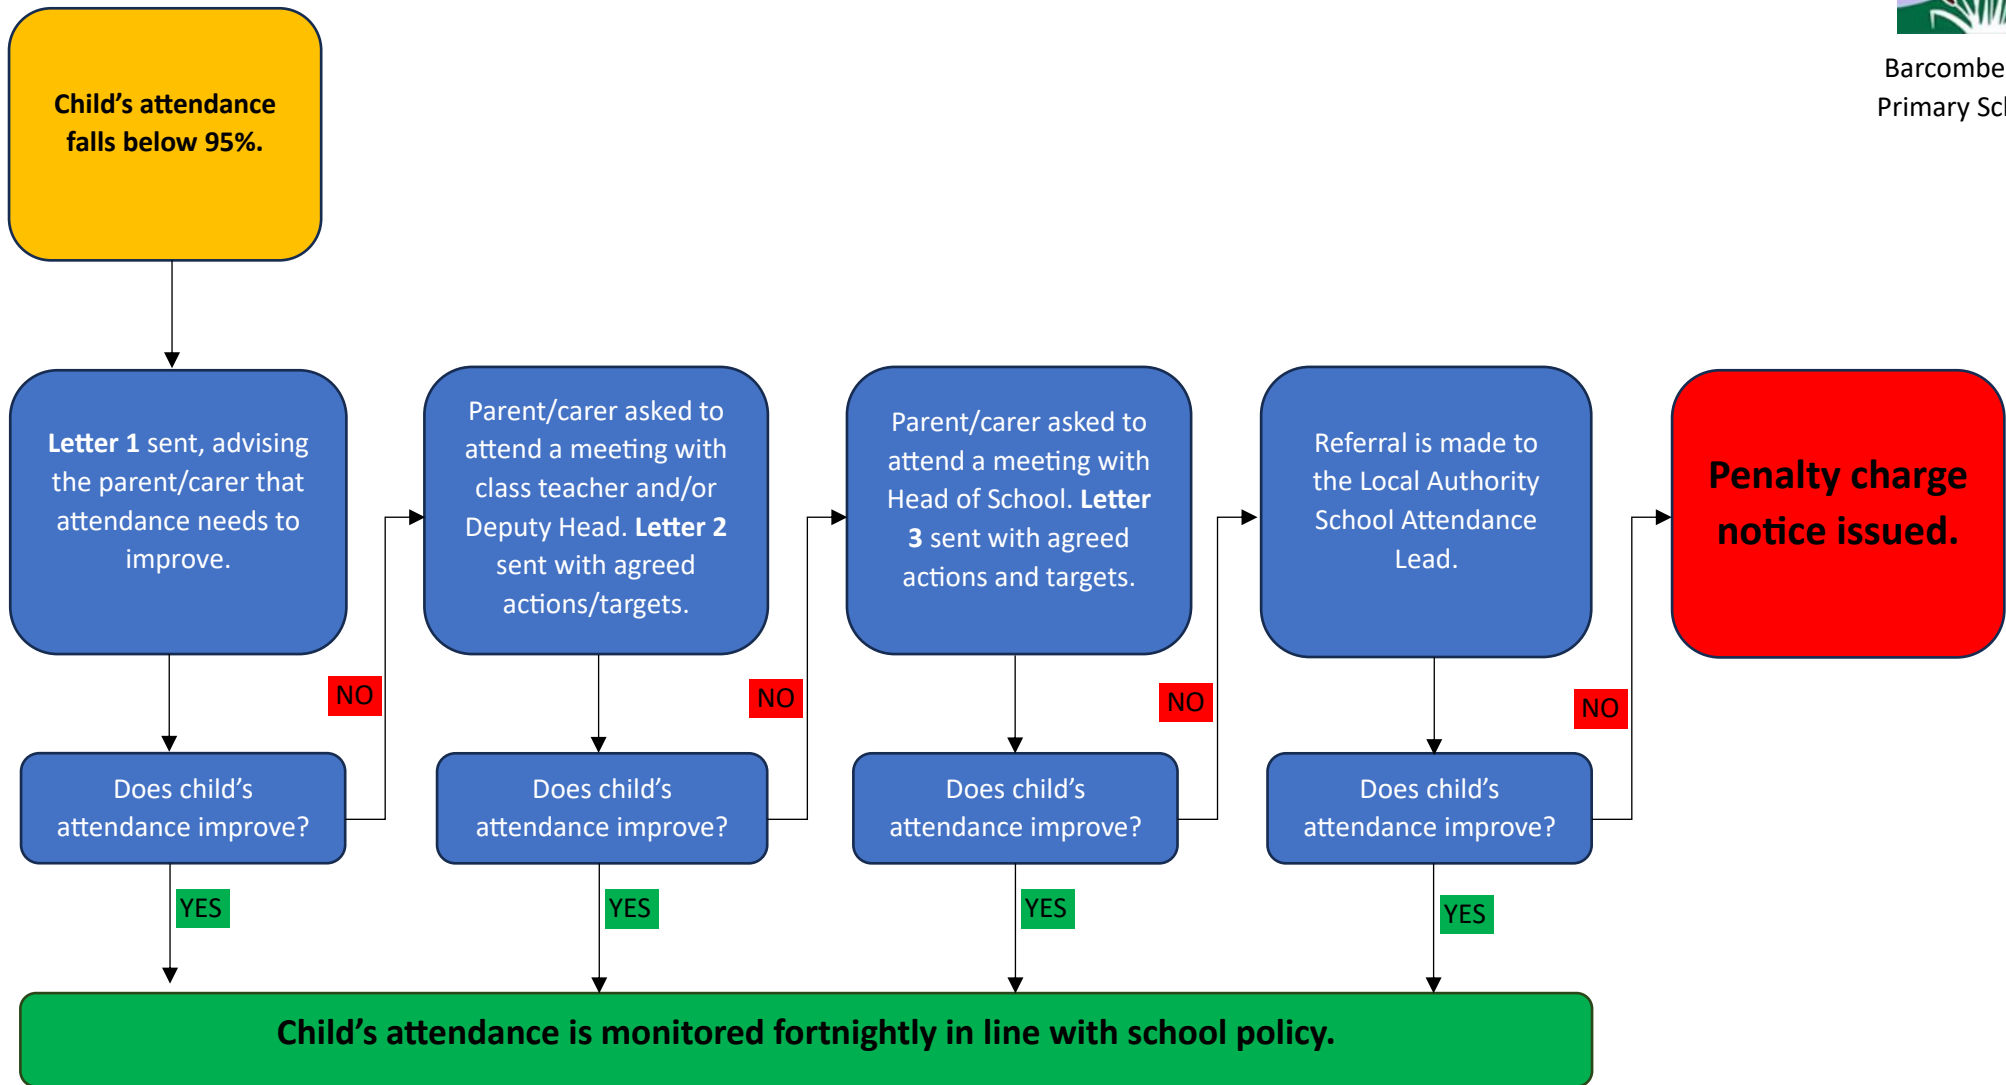 Child’s attendance
falls below 95%.
Barcombe
Primary
Letter 1 sent, advising
the parent/carer that
attendance needs to
improve.
Parent/carer asked to
attend a meeting with
class teacher and/or
Deputy Head. Letter 2
sent with agreed
actions/targets.
Parent/carer asked to
attend a meeting with
Head of School. Letter
3 sent with agreed
actions and targets.
Referral is made to
the Local Authority
School Attendance
Lead.
Penalty charge
notice issued.
NO
NO
NO
NO
Does child’s
attendance improve?
Does child’s
attendance improve?
Does child’s
attendance improve?
Does child’s
attendance improve?
YES
YES
YES
YES
Child’s attendance is monitored fortnightly in line with school policy.